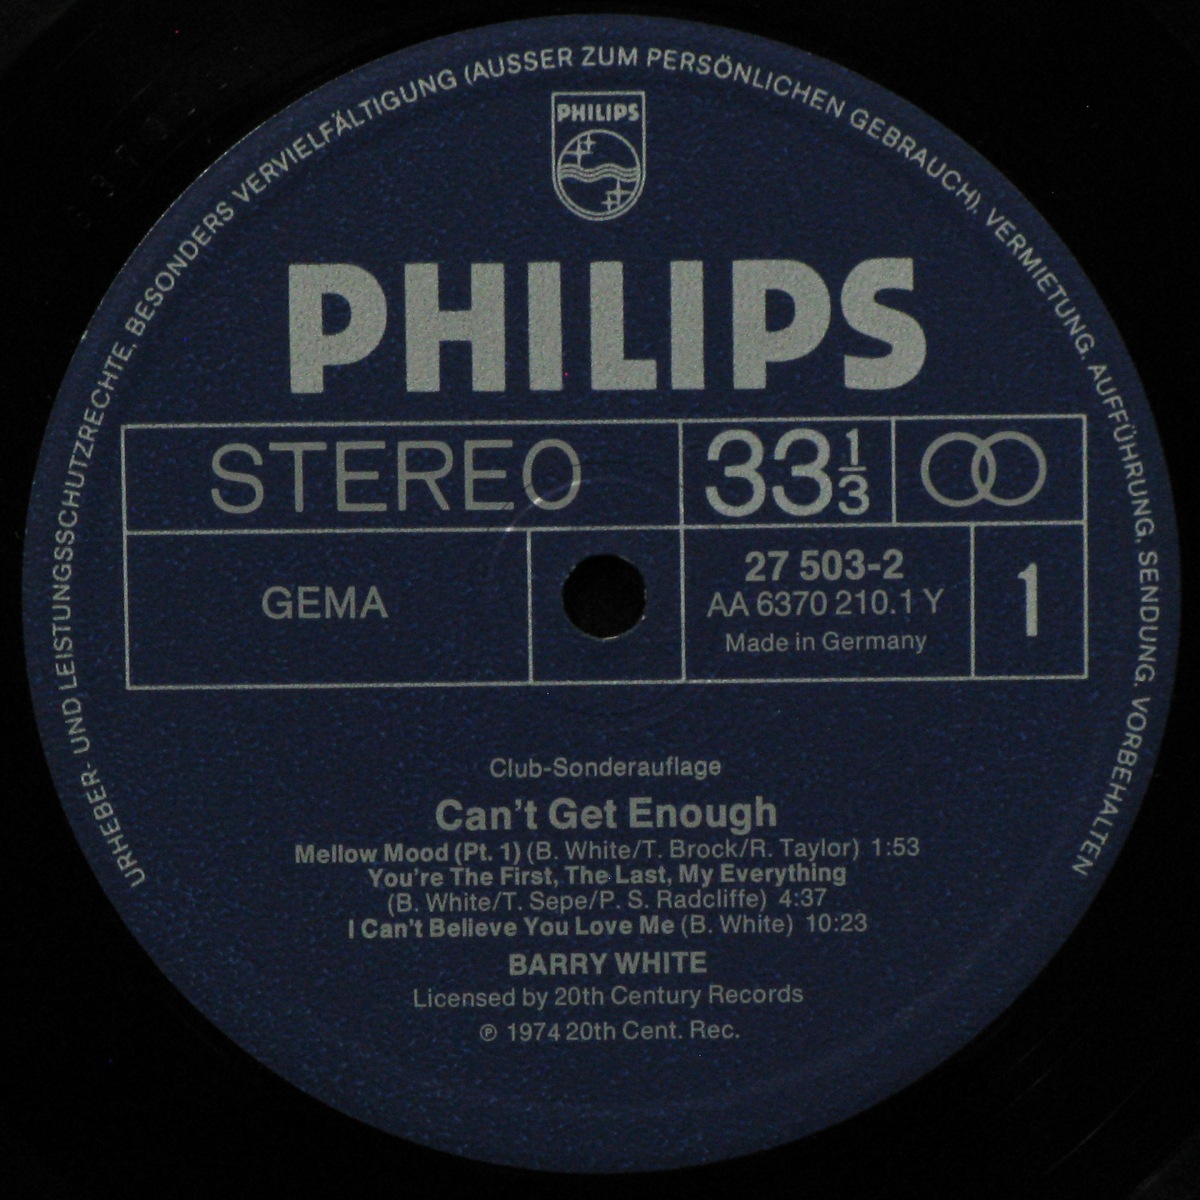 URHEBER- UND LEISTUNGSSCHUTZRECHTE, BESONDERS VERVIELFÄLTIGUNG (AUSSER ZUM PERSÖNLICHEN GEBRAUCH), VERMIETUNG, AUFFÜHRUNG, SENDUNG, VORBEHALTEN
PHILIPS
PHILIPS
STEREO
33 1/3
GEMA
27 503-2
AA 6370 210.1 Y
Made in Germany
1
Club-Sonderauflage
Can't Get Enough
Mellow Mood (Pt. 1) (B. White/T. Brock/R. Taylor) 1:53
You're The First, The Last, My Everything
(B. White/T. Sepe/P. S. Radcliffe) 4:37
I Can't Believe You Love Me (B. White) 10:23
BARRY WHITE
Licensed by 20th Century Records
℗ 1974 20th Cent. Rec.